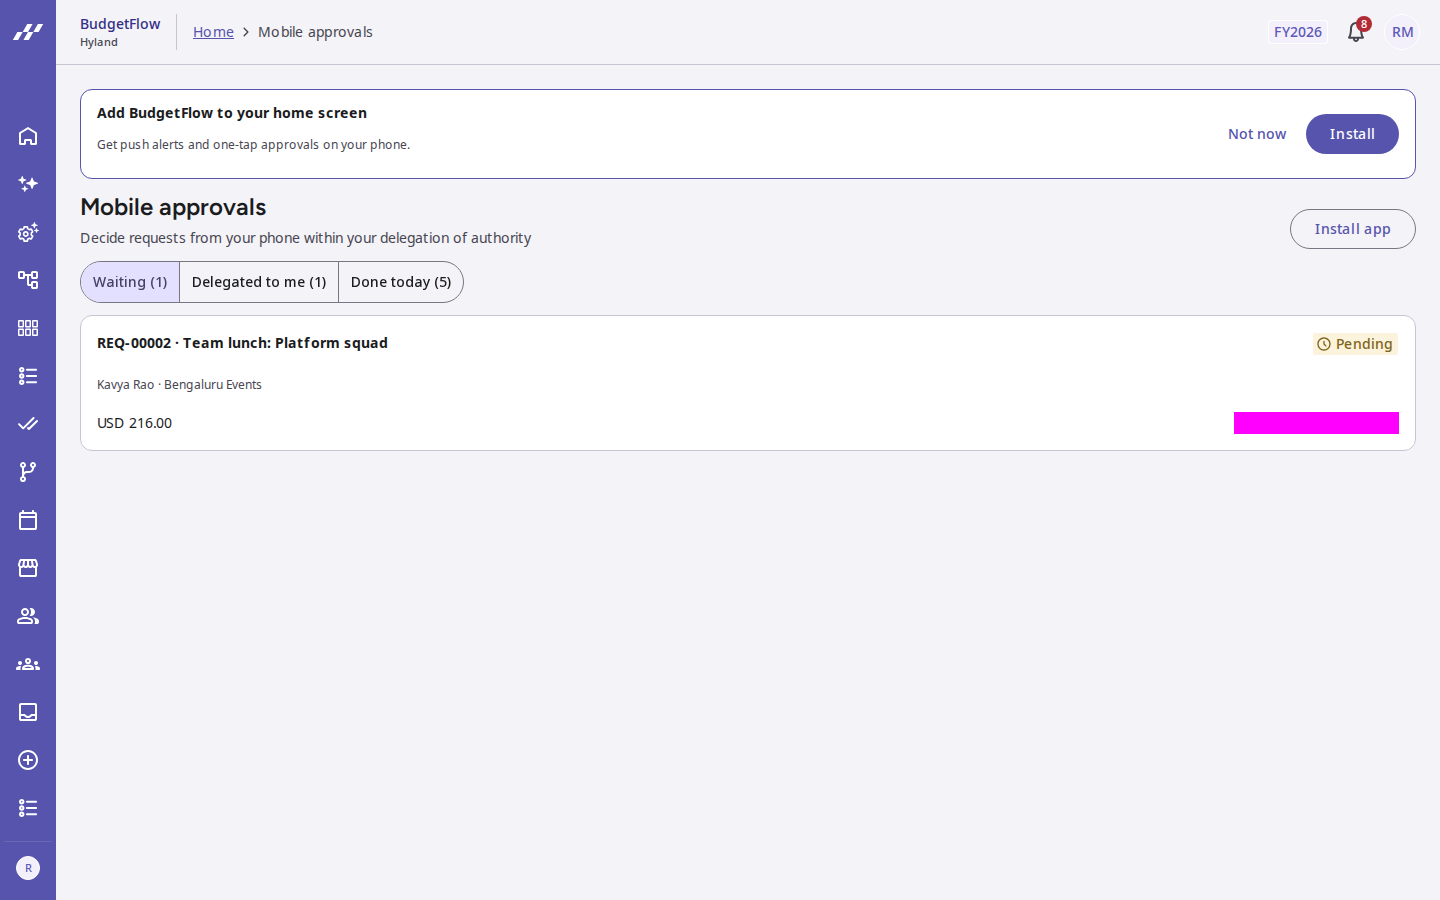 BudgetFlow
Hyland
Home
Mobile approvals
FY2026
8
RM
Add BudgetFlow to your home screen
Get push alerts and one-tap approvals on your phone.
Not now
Install
Mobile approvals
Decide requests from your phone within your delegation of authority
Install app
Waiting (1)
Delegated to me (1)
Done today (5)
REQ-00002 · Team lunch: Platform squad
Pending
Kavya Rao · Bengaluru Events
USD 216.00
R